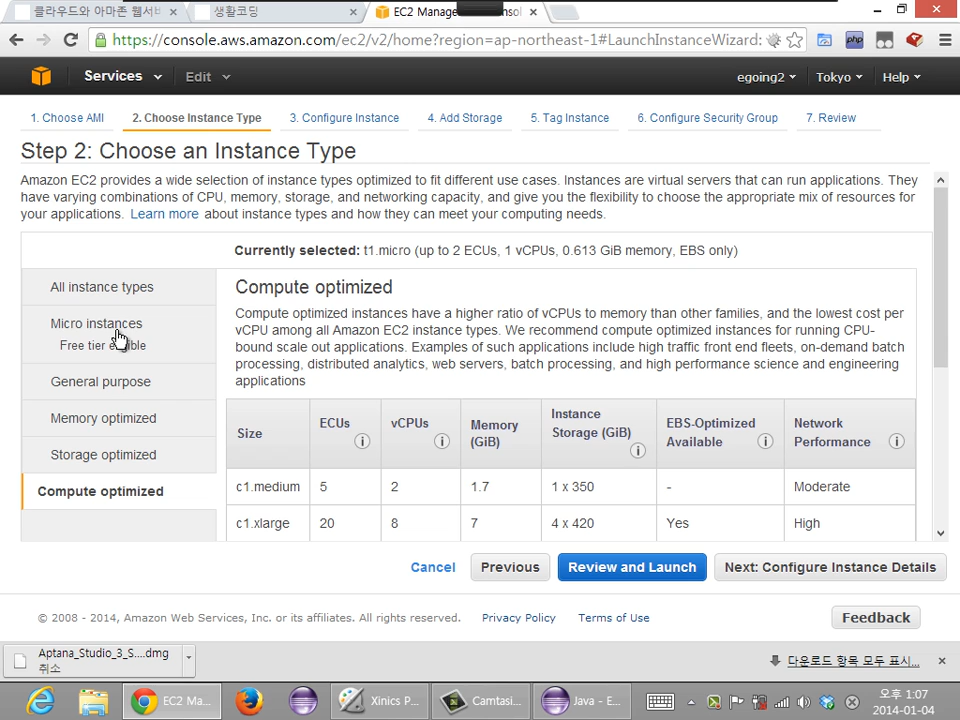 클라우드와 아마존 웹서비
생활코딩
EC2 Manage
nsol
https://console.aws.amazon.com/ec2/v2/home?region=ap-northeast-1#LaunchInstanceWizard:
php
Services
Edit
egoing2
Tokyo
Help
1. Choose AMI
2. Choose Instance Type
3. Configure Instance
4. Add Storage
5. Tag Instance
6. Configure Security Group
7. Review
Step 2: Choose an Instance Type
Amazon EC2 provides a wide selection of instance types optimized to fit different use cases. Instances are virtual servers that can run applications. They
have varying combinations of CPU, memory, storage, and networking capacity, and give you the flexibility to choose the appropriate mix of resources for
your applications. Learn more about instance types and how they can meet your computing needs.
Currently selected: t1.micro (up to 2 ECUs, 1 vCPUs, 0.613 GiB memory, EBS only)
All instance types
Micro instances
Free tier eligible
General purpose
Memory optimized
Storage optimized
Compute optimized
Compute optimized
Compute optimized instances have a higher ratio of vCPUs to memory than other families, and the lowest cost per
vCPU among all Amazon EC2 instance types. We recommend compute optimized instances for running CPU-
bound scale out applications. Examples of such applications include high traffic front end fleets, on-demand batch
processing, distributed analytics, web servers, batch processing, and high performance science and engineering
applications
Size
ECUs
vCPUs
Memory
(GiB)
Instance
Storage (GiB)
EBS-Optimized
Available
Network
Performance
c1.medium 5 2 1.7 1 x 350 - Moderate
c1.xlarge 20 8 7 4 x 420 Yes High
Cancel
Previous
Review and Launch
Next: Configure Instance Details
© 2008 - 2014, Amazon Web Services, Inc. or its affiliates. All rights reserved.
Privacy Policy
Terms of Use
Feedback
Aptana_Studio_3_S....dmg
취소
다운로드 항목 모두 표시...
EC2 Ma...
Xinics P...
Camtasi...
Java - E...
오후 1:07
2014-01-04